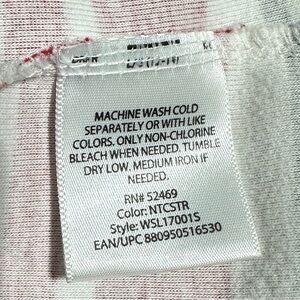 MACHINE WASH COLD
SEPARATELY OR WITH LIKE
COLORS. ONLY NON-CHLORINE
BLEACH WHEN NEEDED. TUMBLE
DRY LOW. MEDIUM IRON IF
NEEDED.
RN# 52469
Color: NTCSTR
Style: WSL17001S
EAN/UPC 880950516530